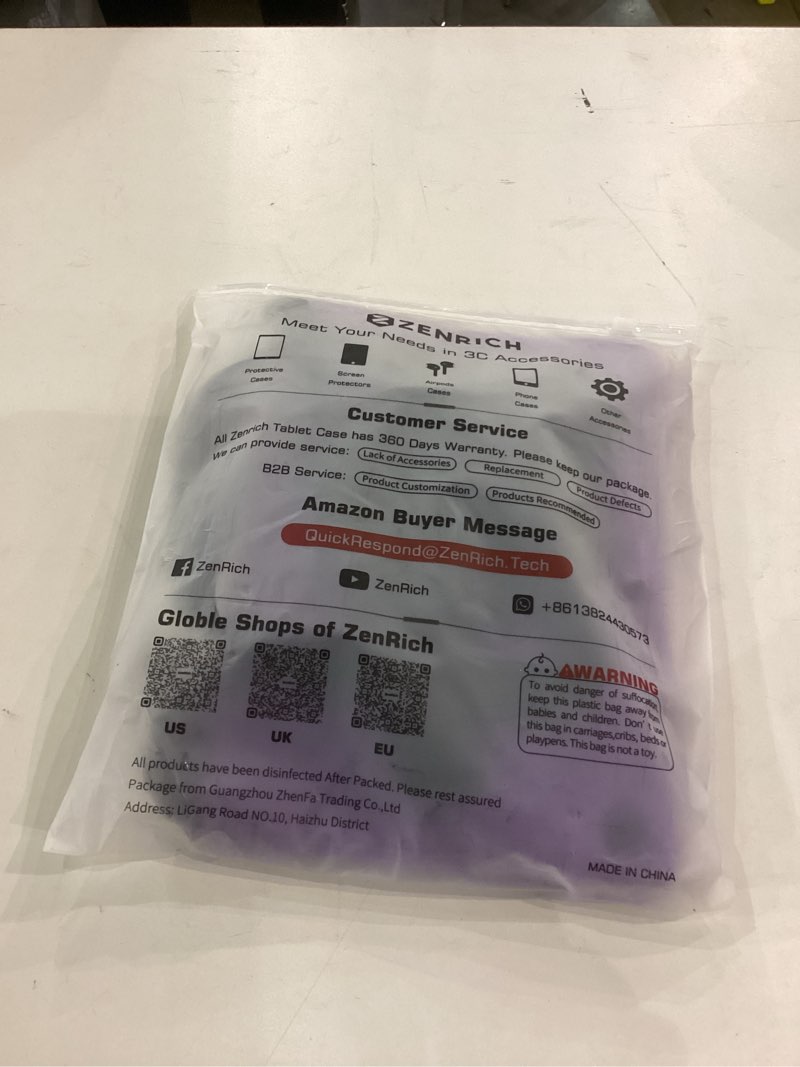 ZENRICH
Meet Your Needs in 3C Accessories
Protective Cases
Screen Protectors
Airpods Cases
Phone Cases
Other Accessories
Customer Service
All Zenrich Tablet Case has 360 Days Warranty. Please keep our package.
We can provide service: Lack of Accessories Replacement Product Defects
B2B Service: Product Customization Products Recommended
Amazon Buyer Message
QuickRespond@ZenRich.Tech
ZenRich
ZenRich
+8613824430573
Globle Shops of ZenRich
US
UK
EU
WARNING
To avoid danger of suffocation
keep this plastic bag away from
babies and children. Don't use
this bag in carriages,cribs, beds or
playpens. This bag is not a toy.
All products have been disinfected After Packed. Please rest assured
Package from Guangzhou ZhenFa Trading Co.,Ltd
Address: LiGang Road NO.10, Haizhu District
MADE IN CHINA